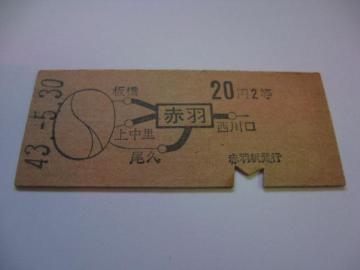 43.-5.30
板橋
赤羽
上中里
尾久
西川口
20円2等
赤羽駅発行